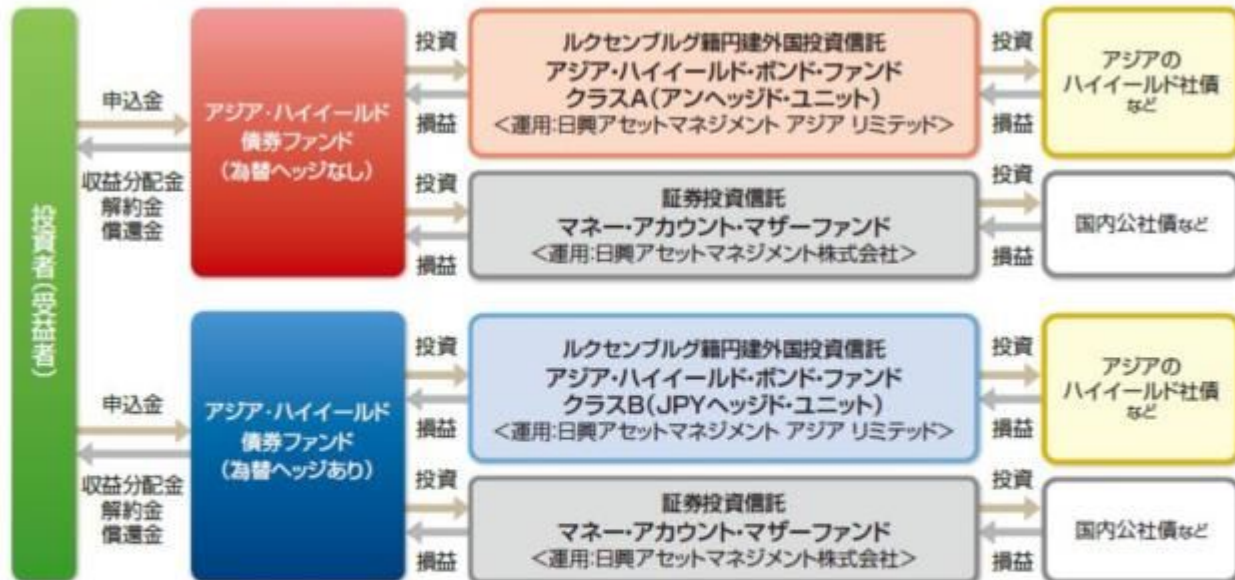 投資者(受益者)
申込金
収益分配金
解約金
償還金
アジア・ハイイールド
債券ファンド
(為替ヘッジなし)
投資
損益
ルクセンブルグ籍円建外国投資信託
アジア・ハイイールド・ボンド・ファンド
クラスA(アンヘッジド・ユニット)
<運用:日興アセットマネジメント アジア リミテッド>
投資
損益
アジアの
ハイイールド社債
など
投資
損益
証券投資信託
マネー・アカウント・マザーファンド
<運用:日興アセットマネジメント株式会社>
投資
損益
国内公社債など
申込金
収益分配金
解約金
償還金
アジア・ハイイールド
債券ファンド
(為替ヘッジあり)
投資
損益
ルクセンブルグ籍円建外国投資信託
アジア・ハイイールド・ボンド・ファンド
クラスB(JPYヘッジド・ユニット)
<運用:日興アセットマネジメント アジア リミテッド>
投資
損益
アジアの
ハイイールド社債
など
投資
損益
証券投資信託
マネー・アカウント・マザーファンド
<運用:日興アセットマネジメント株式会社>
投資
損益
国内公社債など